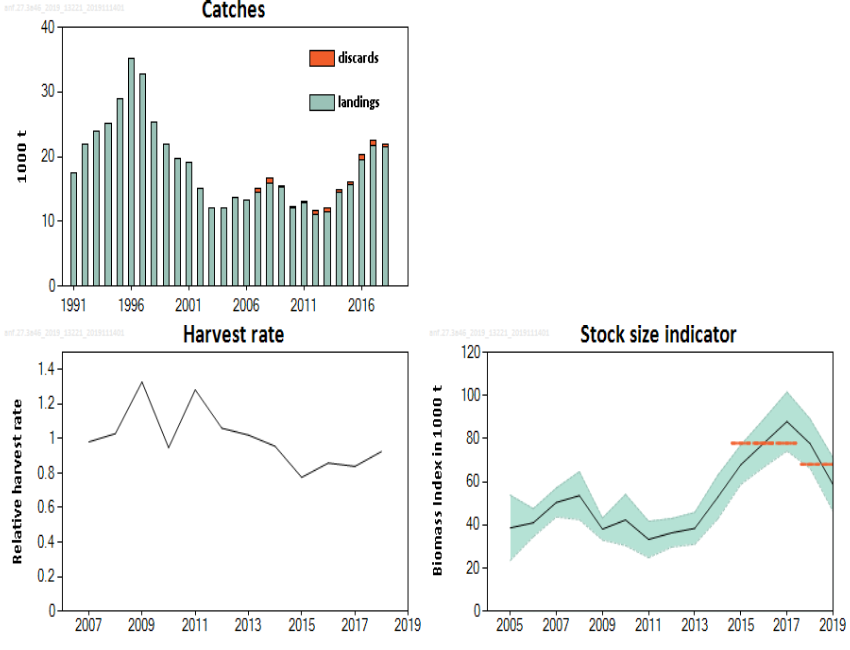 Catches
40
30
20
10
0
1000 t
discards
landings
1991 1996 2001 2006 2011 2016
Harvest rate
1.4
1.2
1
0.8
0.6
0.4
0.2
0
Relative harvest rate
2007 2009 2011 2013 2015 2017 2019
Stock size indicator
120
100
80
60
40
20
0
Biomass Index in 1000 t
2005 2007 2009 2011 2013 2015 2017 2019